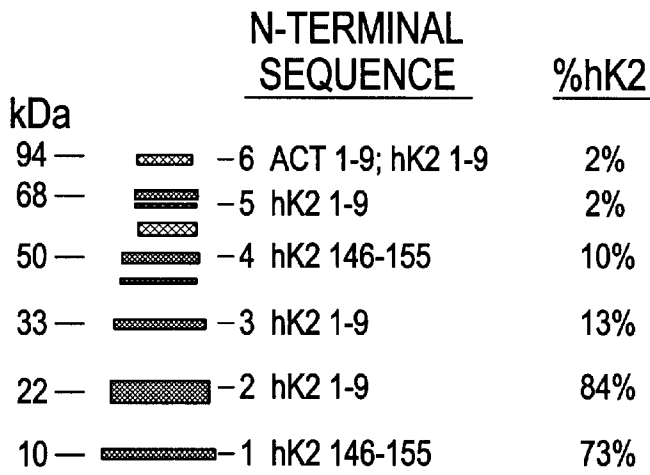 N-TERMINAL
SEQUENCE %hK2
kDa
94 — –6 ACT 1-9; hK2 1-9 2%
68 — –5 hK2 1-9 2%
50 — –4 hK2 146-155 10%
33 — –3 hK2 1-9 13%
22 — –2 hK2 1-9 84%
10 — –1 hK2 146-155 73%